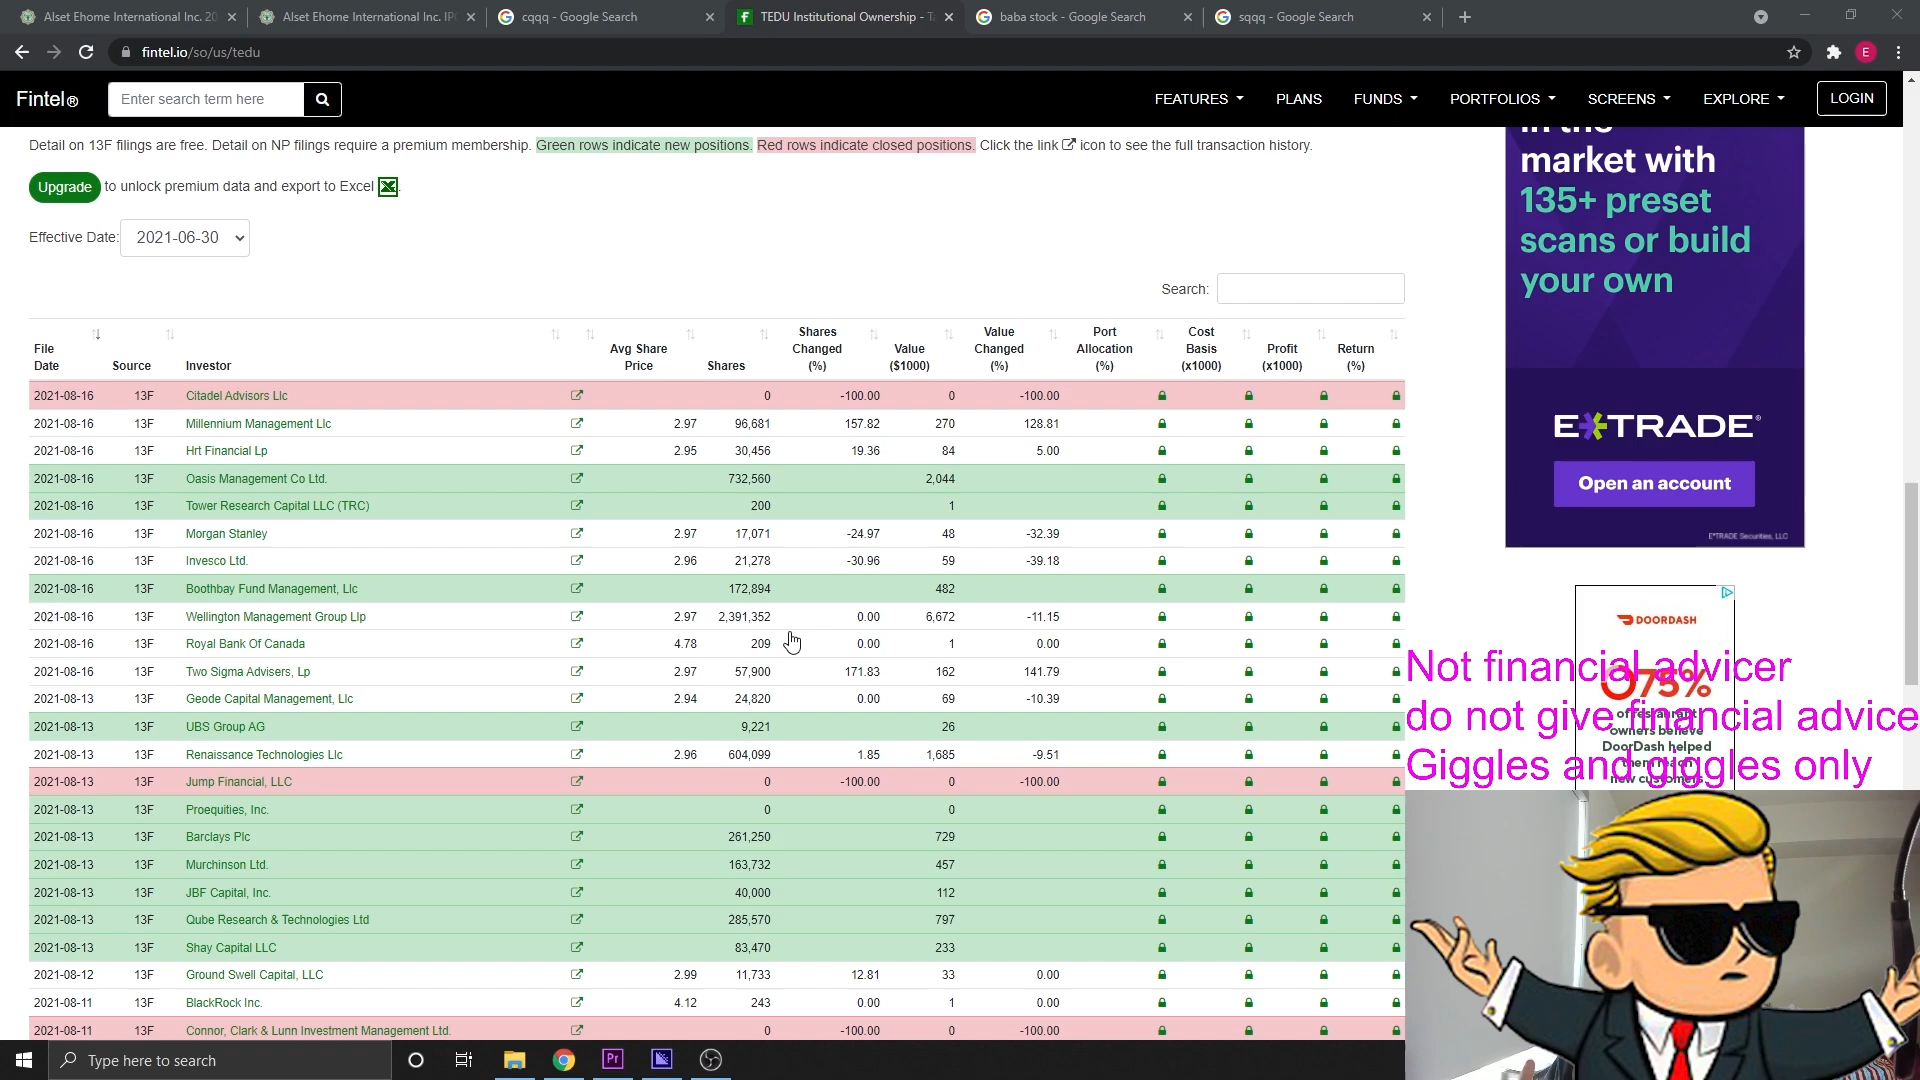 Alset Ehome International Inc. 20
Alset Ehome International Inc. IPO
cqqq - Google Search
TEDU Institutional Ownership - Ta
baba stock - Google Search
sqqq - Google Search
fintel.io/so/us/tedu
E
Fintel®
Enter search term here
FEATURES
PLANS
FUNDS
PORTFOLIOS
SCREENS
EXPLORE
LOGIN
Detail on 13F filings are free. Detail on NP filings require a premium membership. Green rows indicate new positions. Red rows indicate closed positions. Click the link icon to see the full transaction history.
Upgrade to unlock premium data and export to Excel .
Effective Date: 2021-06-30
Search:
File Date Source Investor Avg Share Price Shares Shares Changed (%) Value ($1000) Value Changed (%) Port Allocation (%) Cost Basis (x1000) Profit (x1000) Return (%)
2021-08-16 13F Citadel Advisors Llc 0 -100.00 0 -100.00
2021-08-16 13F Millennium Management Llc 2.97 96,681 157.82 270 128.81
2021-08-16 13F Hrt Financial Lp 2.95 30,456 19.36 84 5.00
2021-08-16 13F Oasis Management Co Ltd. 732,560 2,044
2021-08-16 13F Tower Research Capital LLC (TRC) 200 1
2021-08-16 13F Morgan Stanley 2.97 17,071 -24.97 48 -32.39
2021-08-16 13F Invesco Ltd. 2.96 21,278 -30.96 59 -39.18
2021-08-16 13F Boothbay Fund Management, Llc 172,894 482
2021-08-16 13F Wellington Management Group Llp 2.97 2,391,352 0.00 6,672 -11.15
2021-08-16 13F Royal Bank Of Canada 4.78 209 0.00 1 0.00
2021-08-16 13F Two Sigma Advisers, Lp 2.97 57,900 171.83 162 141.79
2021-08-13 13F Geode Capital Management, Llc 2.94 24,820 0.00 69 -10.39
2021-08-13 13F UBS Group AG 9,221 26
2021-08-13 13F Renaissance Technologies Llc 2.96 604,099 1.85 1,685 -9.51
2021-08-13 13F Jump Financial, LLC 0 -100.00 0 -100.00
2021-08-13 13F Proequities, Inc. 0 0
2021-08-13 13F Barclays Plc 261,250 729
2021-08-13 13F Murchinson Ltd. 163,732 457
2021-08-13 13F JBF Capital, Inc. 40,000 112
2021-08-13 13F Qube Research & Technologies Ltd 285,570 797
2021-08-13 13F Shay Capital LLC 83,470 233
2021-08-12 13F Ground Swell Capital, LLC 2.99 11,733 12.81 33 0.00
2021-08-11 13F BlackRock Inc. 4.12 243 0.00 1 0.00
2021-08-11 13F Connor, Clark & Lunn Investment Management Ltd. 0 -100.00 0 -100.00
in the
market with
135+ preset
scans or build
your own
E*TRADE®
Open an account
E*TRADE Securities, LLC
DOORDASH
75%
of restaurant
owners believe
DoorDash helped
them reach
new customers
Not financial advicer
do not give financial advice
Giggles and giggles only
Type here to search
Pr